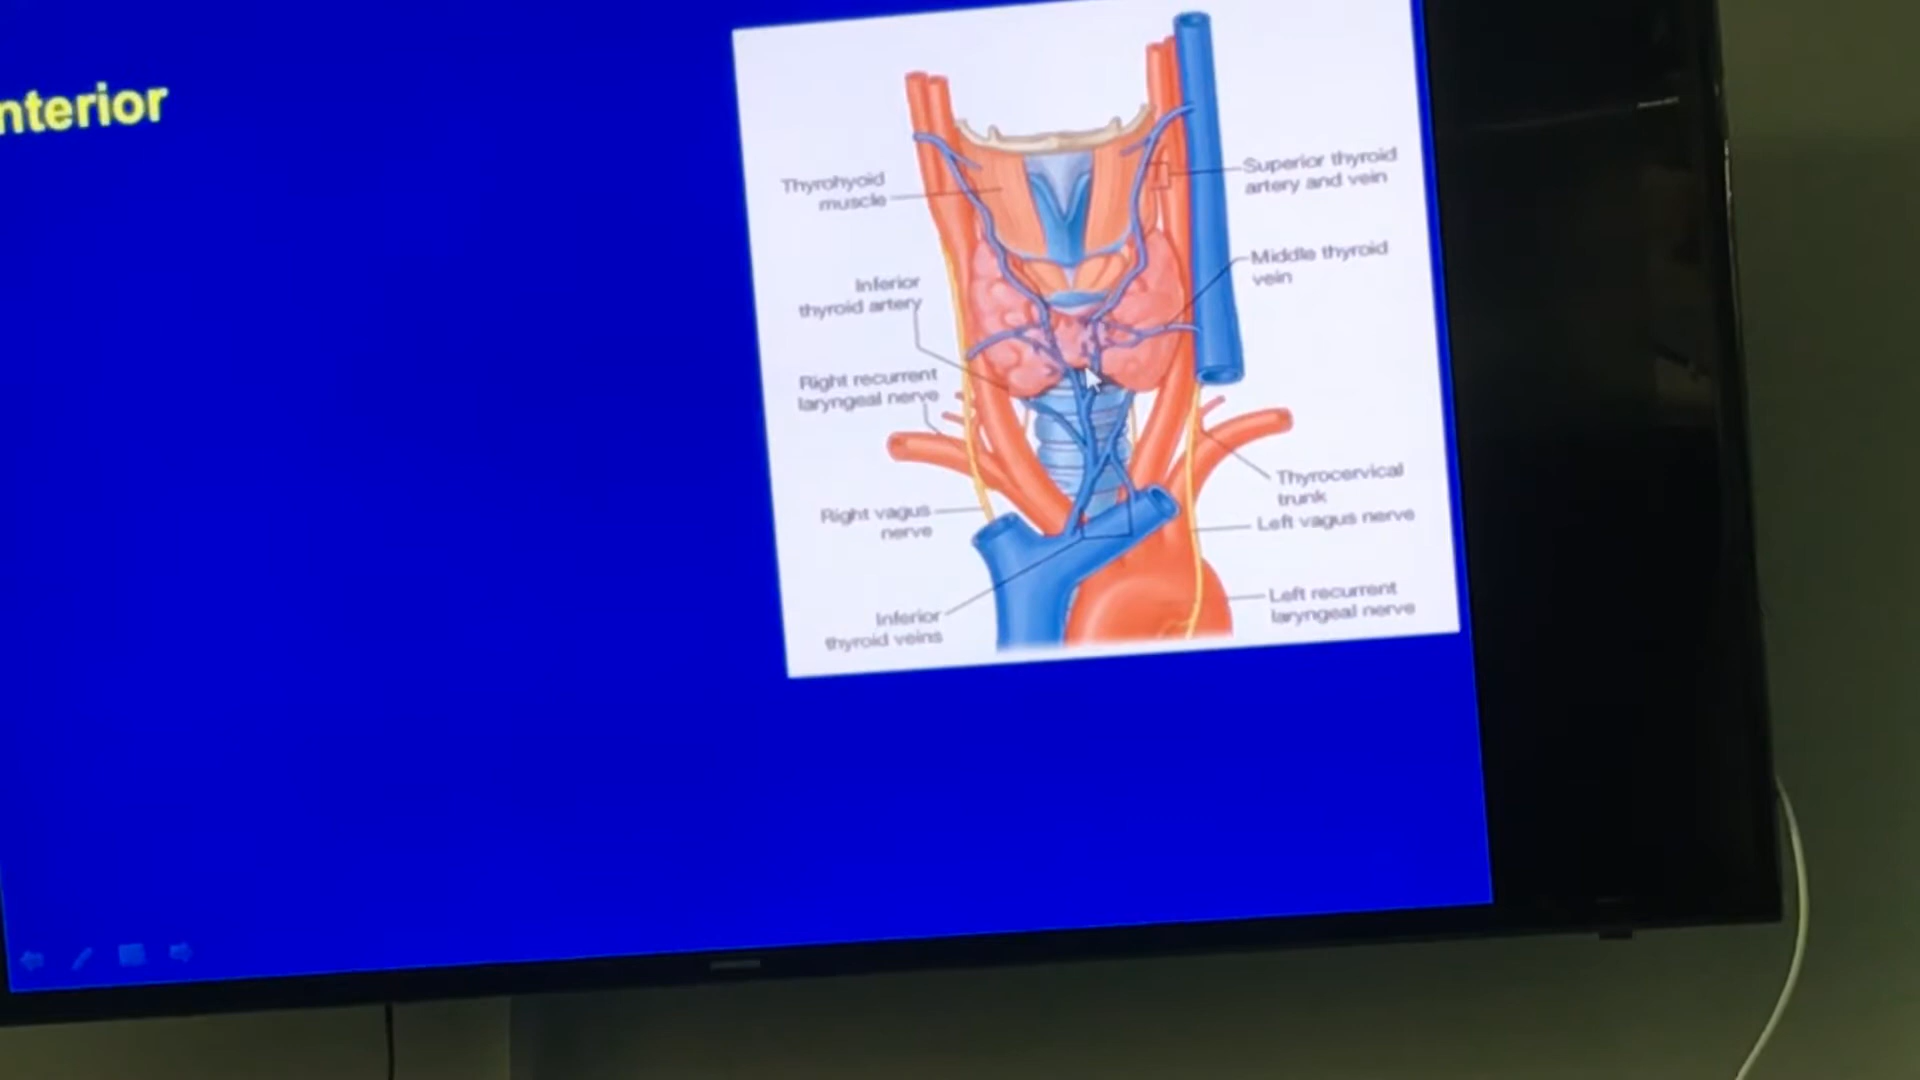 nterior
Thyrohyoid
muscle
Superior thyroid
artery and vein
Middle thyroid
vein
Inferior
thyroid artery
Right recurrent
laryngeal nerve
Thyrocervical
trunk
Right vagus
nerve
Left vagus nerve
Inferior
thyroid veins
Left recurrent
laryngeal nerve